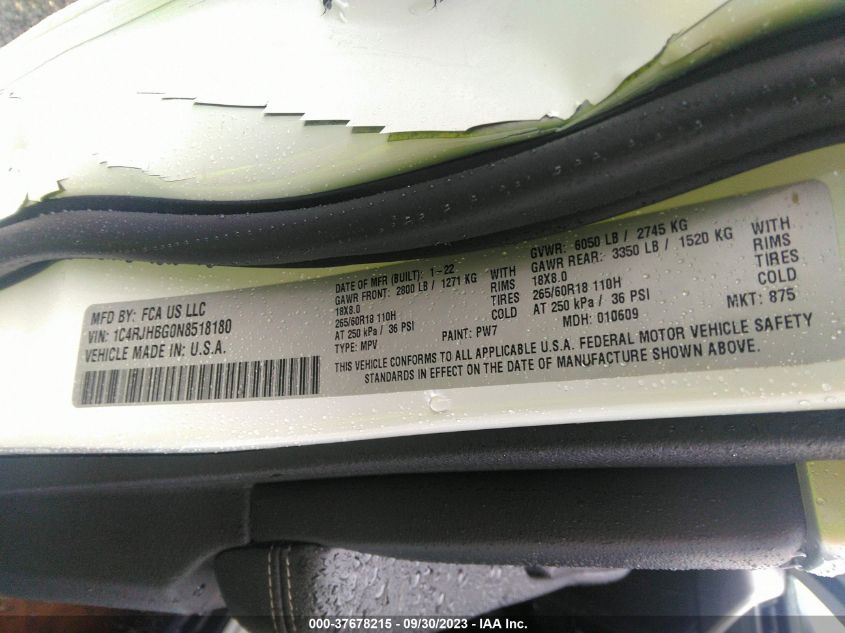 MFD BY: FCA US LLC
VIN: 1C4RJHBG0N8518180
VEHICLE MADE IN: U.S.A.
DATE OF MFR (BUILT): 1-22
GAWR FRONT: 2800 LB / 1271 KG WITH
18X8.0 RIMS
265/60R18 110H TIRES
AT 250 kPa / 36 PSI COLD
TYPE: MPV PAINT: PW7
GVWR: 6050 LB / 2745 KG
GAWR REAR: 3350 LB / 1520 KG WITH
18X8.0 RIMS
265/60R18 110H TIRES
AT 250 kPa / 36 PSI COLD
MDH: 010609 MKT: 875
THIS VEHICLE CONFORMS TO ALL APPLICABLE U.S.A. FEDERAL MOTOR VEHICLE SAFETY
STANDARDS IN EFFECT ON THE DATE OF MANUFACTURE SHOWN ABOVE.
000-37678215 - 09/30/2023 - IAA Inc.